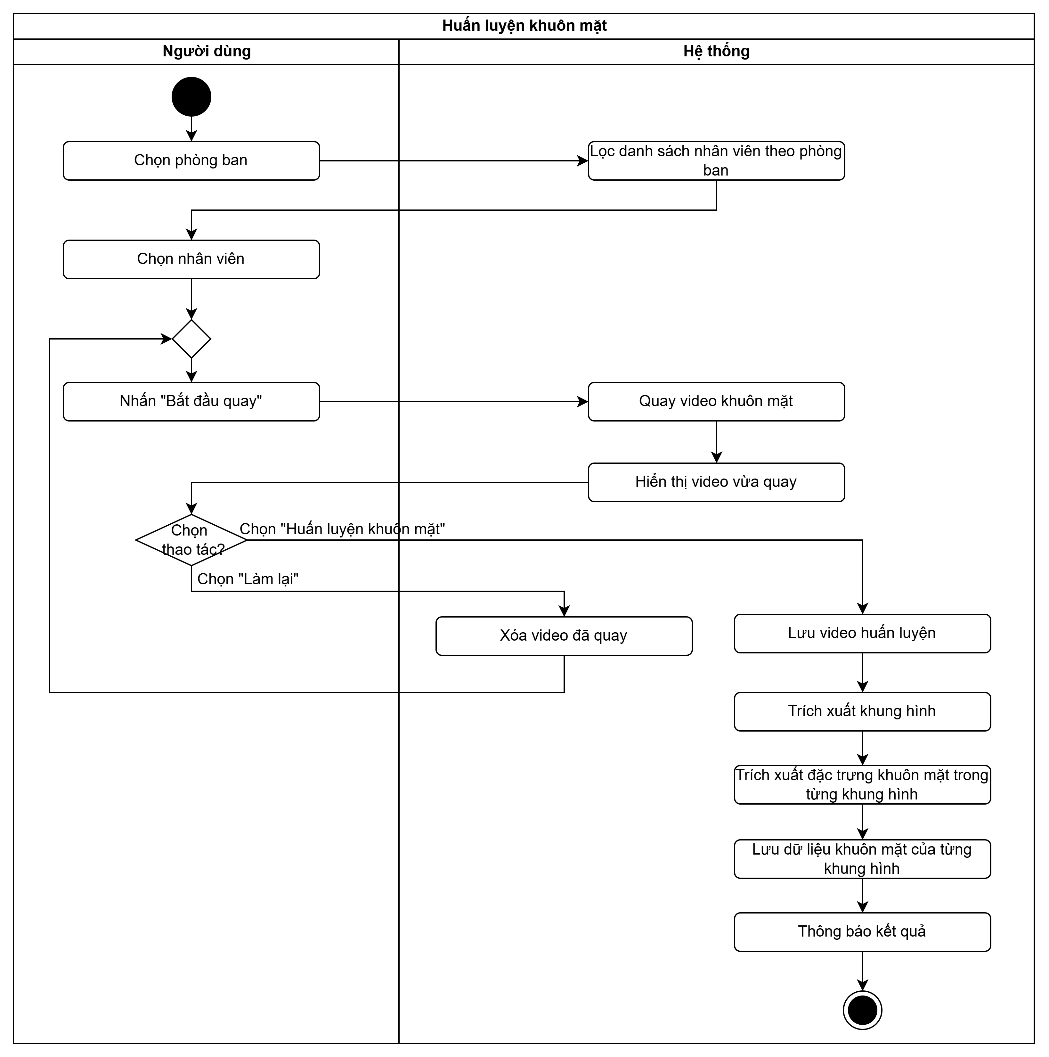 Huấn luyện khuôn mặt
Người dùng
Hệ thống
Chọn phòng ban
Lọc danh sách nhân viên theo phòng
ban
Chọn nhân viên
Nhấn "Bắt đầu quay"
Quay video khuôn mặt
Hiển thị video vừa quay
Chọn
thao tác?
Chọn "Huấn luyện khuôn mặt"
Chọn "Làm lại"
Xóa video đã quay
Lưu video huấn luyện
Trích xuất khung hình
Trích xuất đặc trưng khuôn mặt trong
từng khung hình
Lưu dữ liệu khuôn mặt của từng
khung hình
Thông báo kết quả